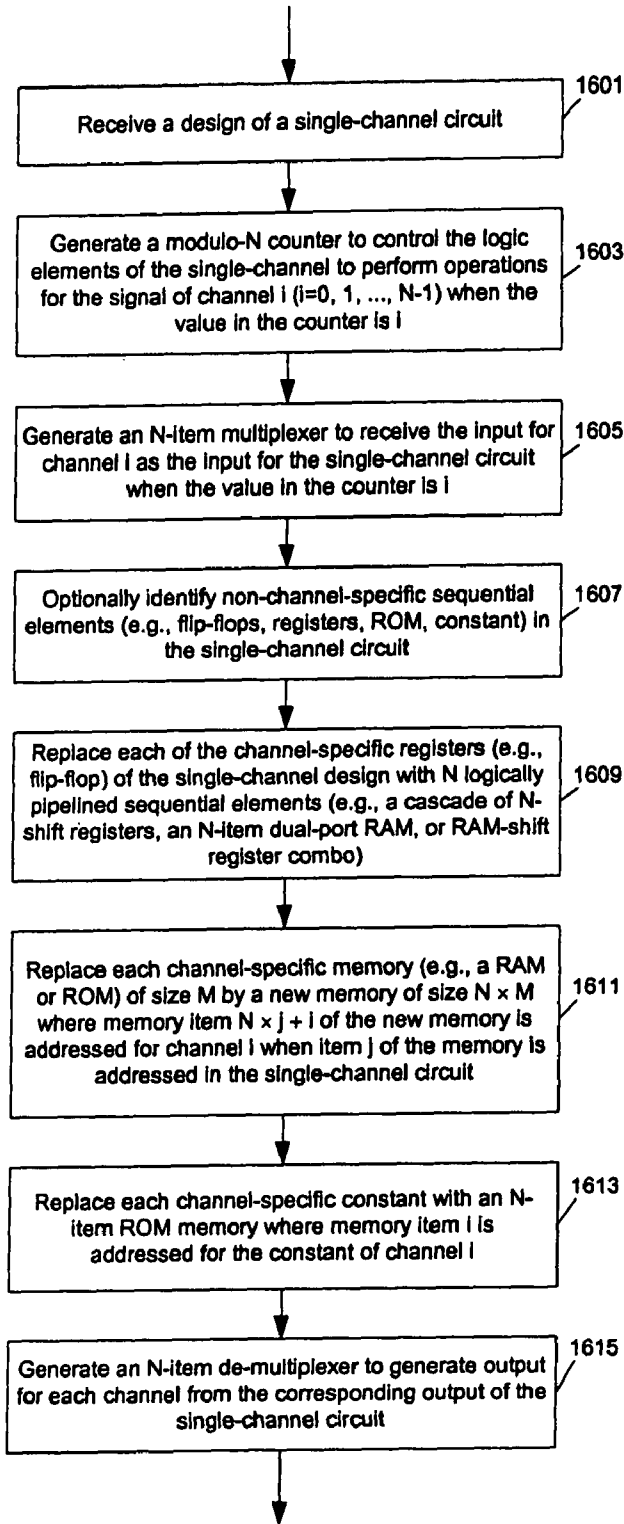 1601
Receive a design of a single-channel circuit
Generate a modulo-N counter to control the logic
elements of the single-channel to perform operations
for the signal of channel i (i=0, 1, ..., N-1) when the
value in the counter is i
1603
Generate an N-item multiplexer to receive the input for
channel i as the input for the single-channel circuit
when the value in the counter is i
1605
Optionally identify non-channel-specific sequential
elements (e.g., flip-flops, registers, ROM, constant) in
the single-channel circuit
1607
Replace each of the channel-specific registers (e.g.,
flip-flop) of the single-channel design with N logically
pipelined sequential elements (e.g., a cascade of N-
shift registers, an N-item dual-port RAM, or RAM-shift
register combo)
1609
Replace each channel-specific memory (e.g., a RAM
or ROM) of size M by a new memory of size N × M
where memory item N × j + i of the new memory is
addressed for channel i when item j of the memory is
addressed in the single-channel circuit
1611
Replace each channel-specific constant with an N-
item ROM memory where memory item i is
addressed for the constant of channel i
1613
Generate an N-item de-multiplexer to generate output
for each channel from the corresponding output of the
single-channel circuit
1615